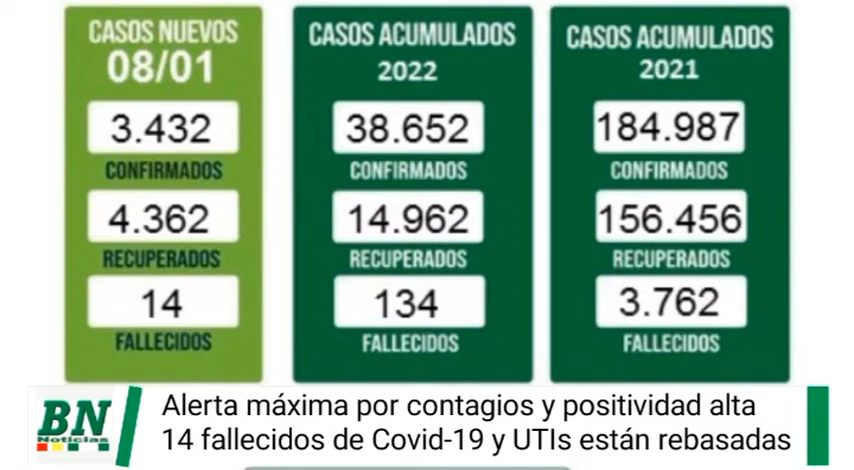 CASOS NUEVOS
08/01
3.432
CONFIRMADOS
4.362
RECUPERADOS
14
FALLECIDOS
CASOS ACUMULADOS
2022
38.652
CONFIRMADOS
14.962
RECUPERADOS
134
FALLECIDOS
CASOS ACUMULADOS
2021
184.987
CONFIRMADOS
156.456
RECUPERADOS
3.762
FALLECIDOS
BN
Noticias
Alerta máxima por contagios y positividad alta
14 fallecidos de Covid-19 y UTIs están rebasadas